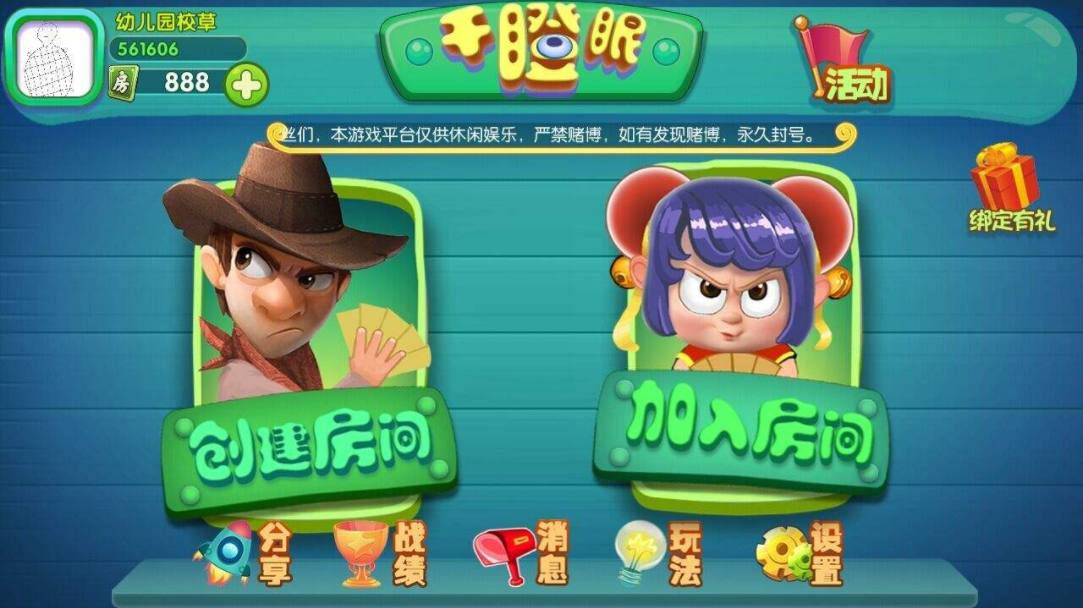 幼儿园校草
561606
房 888
干瞪眼
活动
丝们，本游戏平台仅供休闲娱乐，严禁赌博，如有发现赌博，永久封号。
绑定有礼
创建房间
加入房间
分享
战绩
消息
玩法
设置